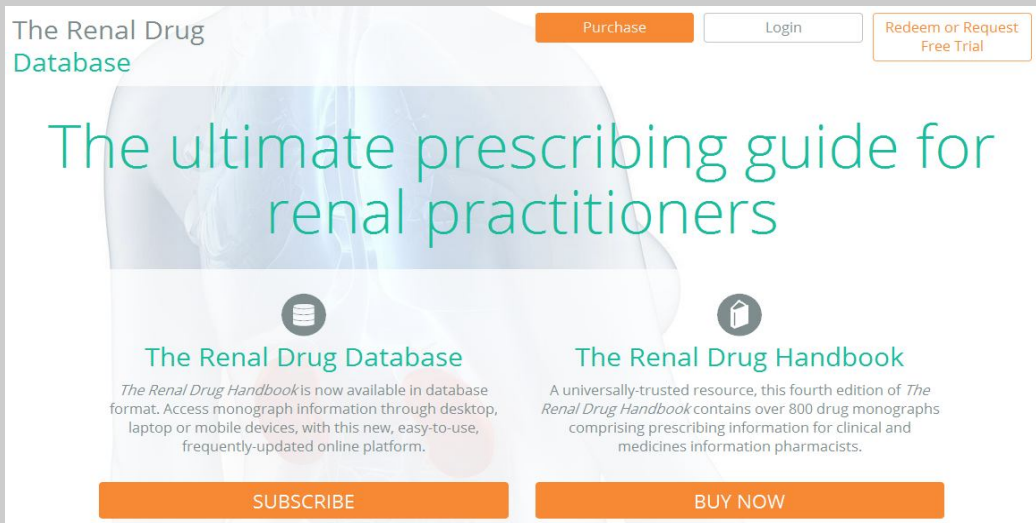 The Renal Drug
Database
Purchase
Login
Redeem or Request
Free Trial
The ultimate prescribing guide for
renal practitioners
The Renal Drug Database
The Renal Drug Handbook is now available in database
format. Access monograph information through desktop,
laptop or mobile devices, with this new, easy-to-use,
frequently-updated online platform.
SUBSCRIBE
The Renal Drug Handbook
A universally-trusted resource, this fourth edition of The
Renal Drug Handbook contains over 800 drug monographs
comprising prescribing information for clinical and
medicines information pharmacists.
BUY NOW